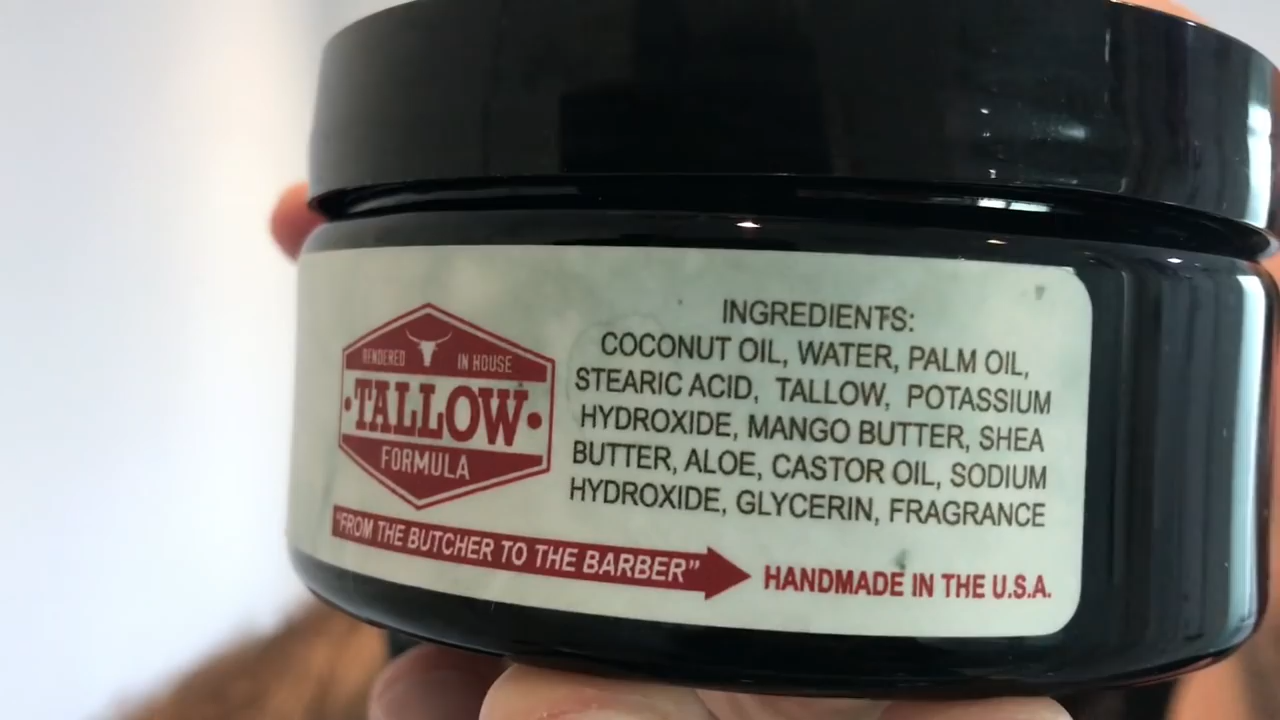 RENDERED IN HOUSE
TALLOW
FORMULA
"FROM THE BUTCHER TO THE BARBER"
INGREDIENTS:
COCONUT OIL, WATER, PALM OIL,
STEARIC ACID, TALLOW, POTASSIUM
HYDROXIDE, MANGO BUTTER, SHEA
BUTTER, ALOE, CASTOR OIL, SODIUM
HYDROXIDE, GLYCERIN, FRAGRANCE
HANDMADE IN THE U.S.A.